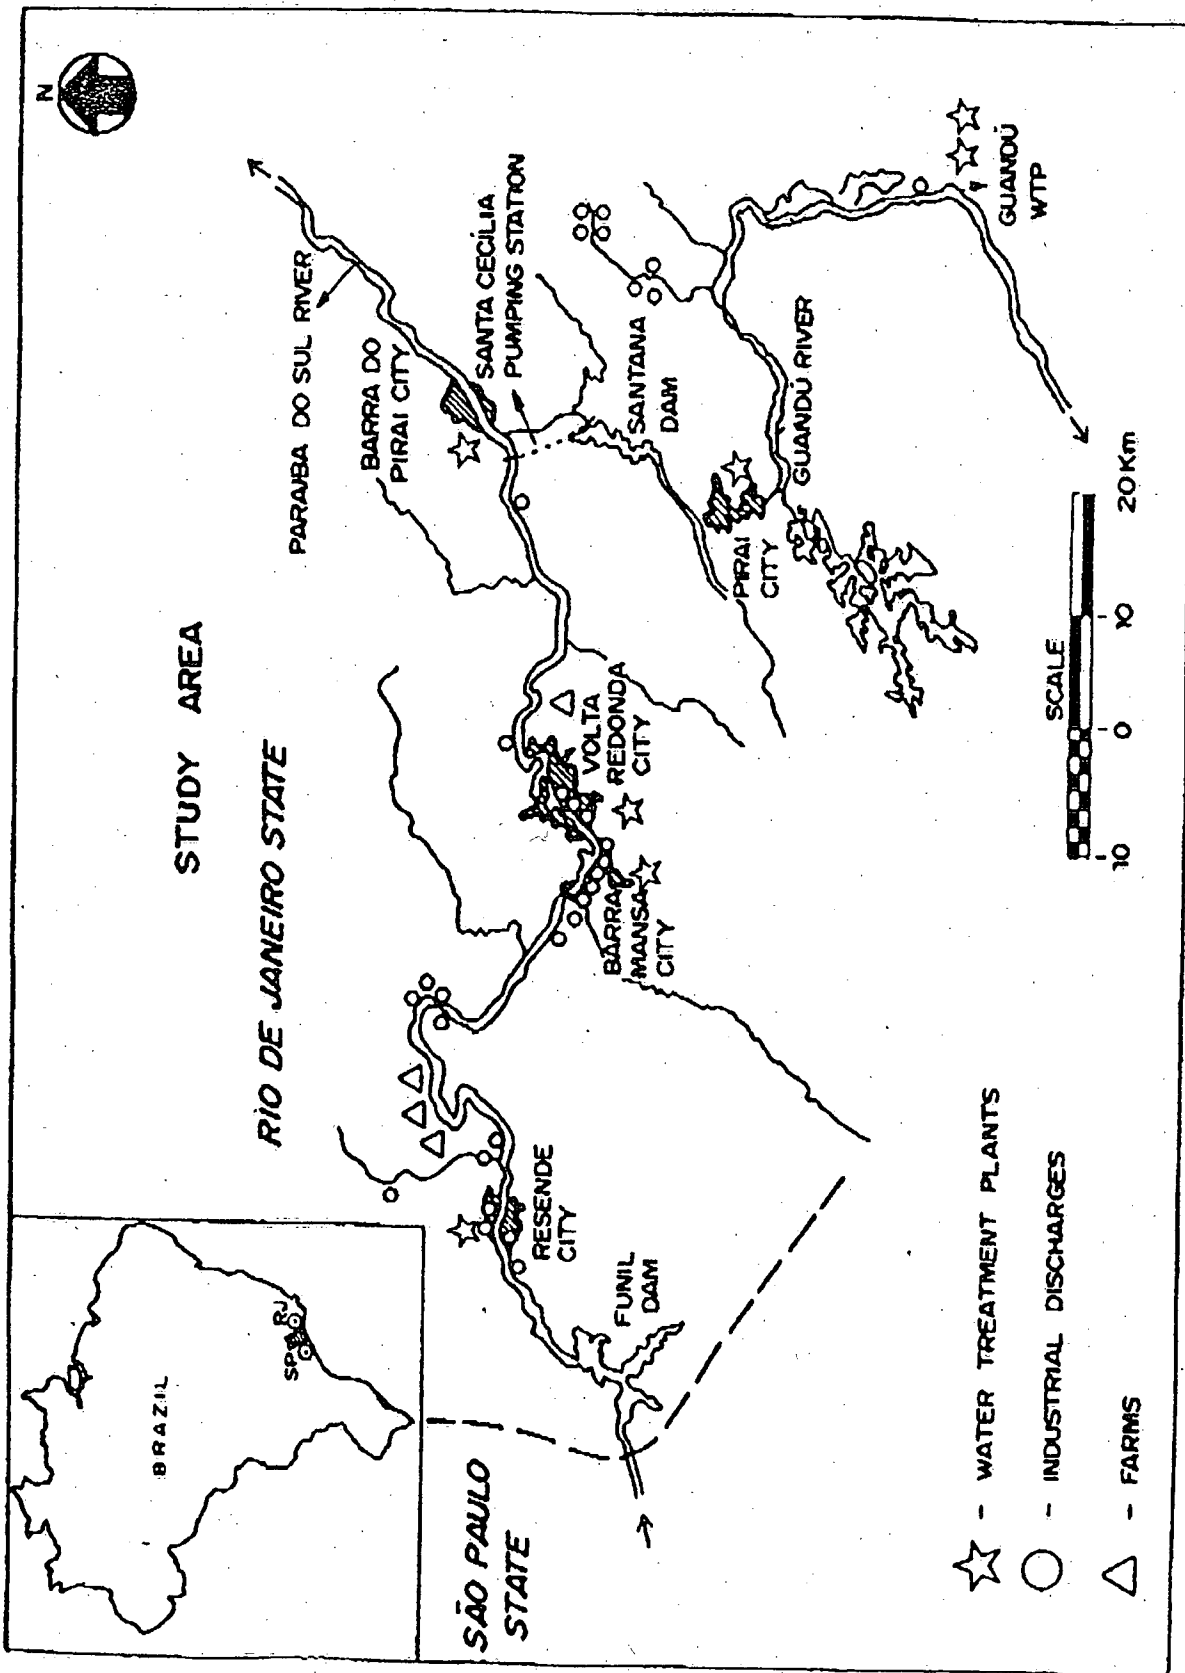 N
STUDY AREA
RIO DE JANEIRO STATE
BRAZIL
SP
RJ
SÃO PAULO
STATE
PARAIBA DO SUL RIVER
BARRA DO
PIRAI CITY
SANTA CECÍLIA
PUMPING STATION
SANTANA
DAM
PIRAI
CITY
GUANDÚ RIVER
GUANDÚ
WTP
VOLTA
REDONDA
CITY
BARRA
MANSA
CITY
RESENDE
CITY
FUNIL
DAM
SCALE
10 0 10 20 Km
- WATER TREATMENT PLANTS
- INDUSTRIAL DISCHARGES
- FARMS